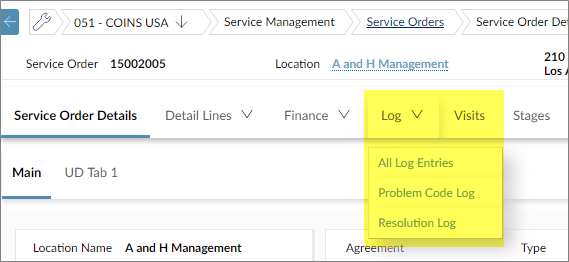 051 - COINS USA Service Management Service Orders Service Order Det
Service Order 15002005 Location A and H Management 210
Los A
Service Order Details Detail Lines Finance Log Visits Stages
All Log Entries
Main UD Tab 1
Problem Code Log
Resolution Log
Location Name A and H Management Agreement Type